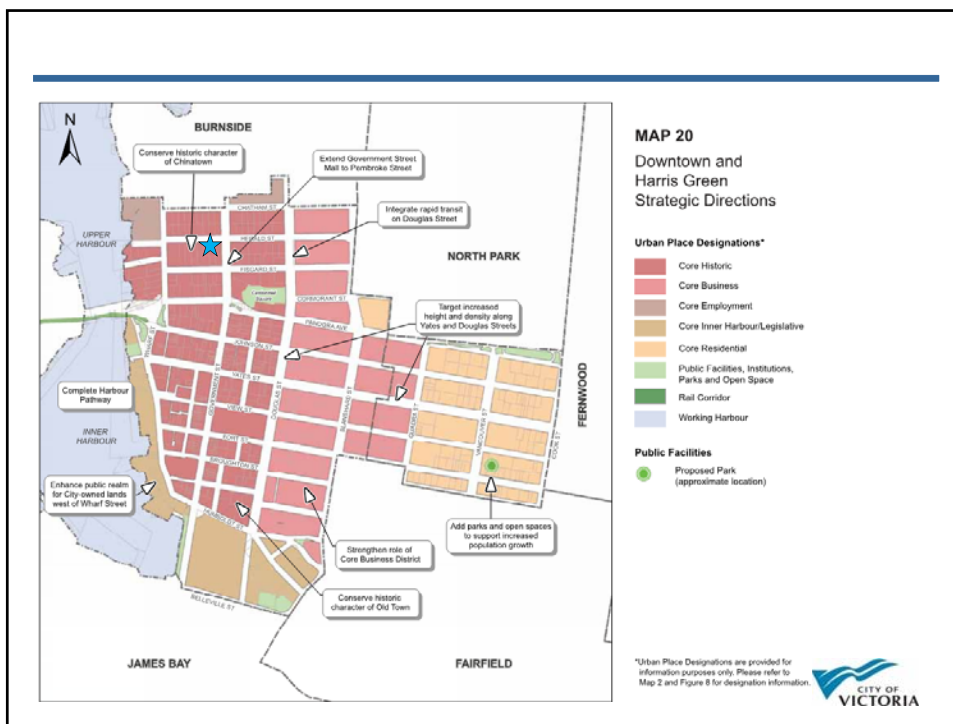 N
BURNSIDE
Conserve historic character
of Chinatown
Extend Government Street
Mall to Pembroke Street
Integrate rapid transit
on Douglas Street
CHATHAM ST
HERALD ST
FISGARD ST
CORMORANT ST
PANDORA AVE
UPPER
HARBOUR
NORTH PARK
Target increased
height and density along
Yates and Douglas Streets
JOHNSON ST
YATES ST
VIEW ST
FORT ST
BROUGHTON ST
HUMBOLDT ST
BELLEVILLE ST
WHARF ST
GOVERNMENT ST
DOUGLAS ST
BLANSHARD ST
QUADRA ST
VANCOUVER ST
COOK ST
FERNWOOD
Complete Harbour
Pathway
INNER
HARBOUR
Enhance public realm
for City-owned lands
west of Wharf Street
Strengthen role of
Core Business District
Add parks and open spaces
to support increased
population growth
Conserve historic
character of Old Town
JAMES BAY
FAIRFIELD
MAP 20
Downtown and
Harris Green
Strategic Directions
Urban Place Designations*
Core Historic
Core Business
Core Employment
Core Inner Harbour/Legislative
Core Residential
Public Facilities, Institutions,
Parks and Open Space
Rail Corridor
Working Harbour
Public Facilities
Proposed Park
(approximate location)
*Urban Place Designations are provided for
information purposes only. Please refer to
Map 2 and Figure 8 for designation information.
CITY OF
VICTORIA